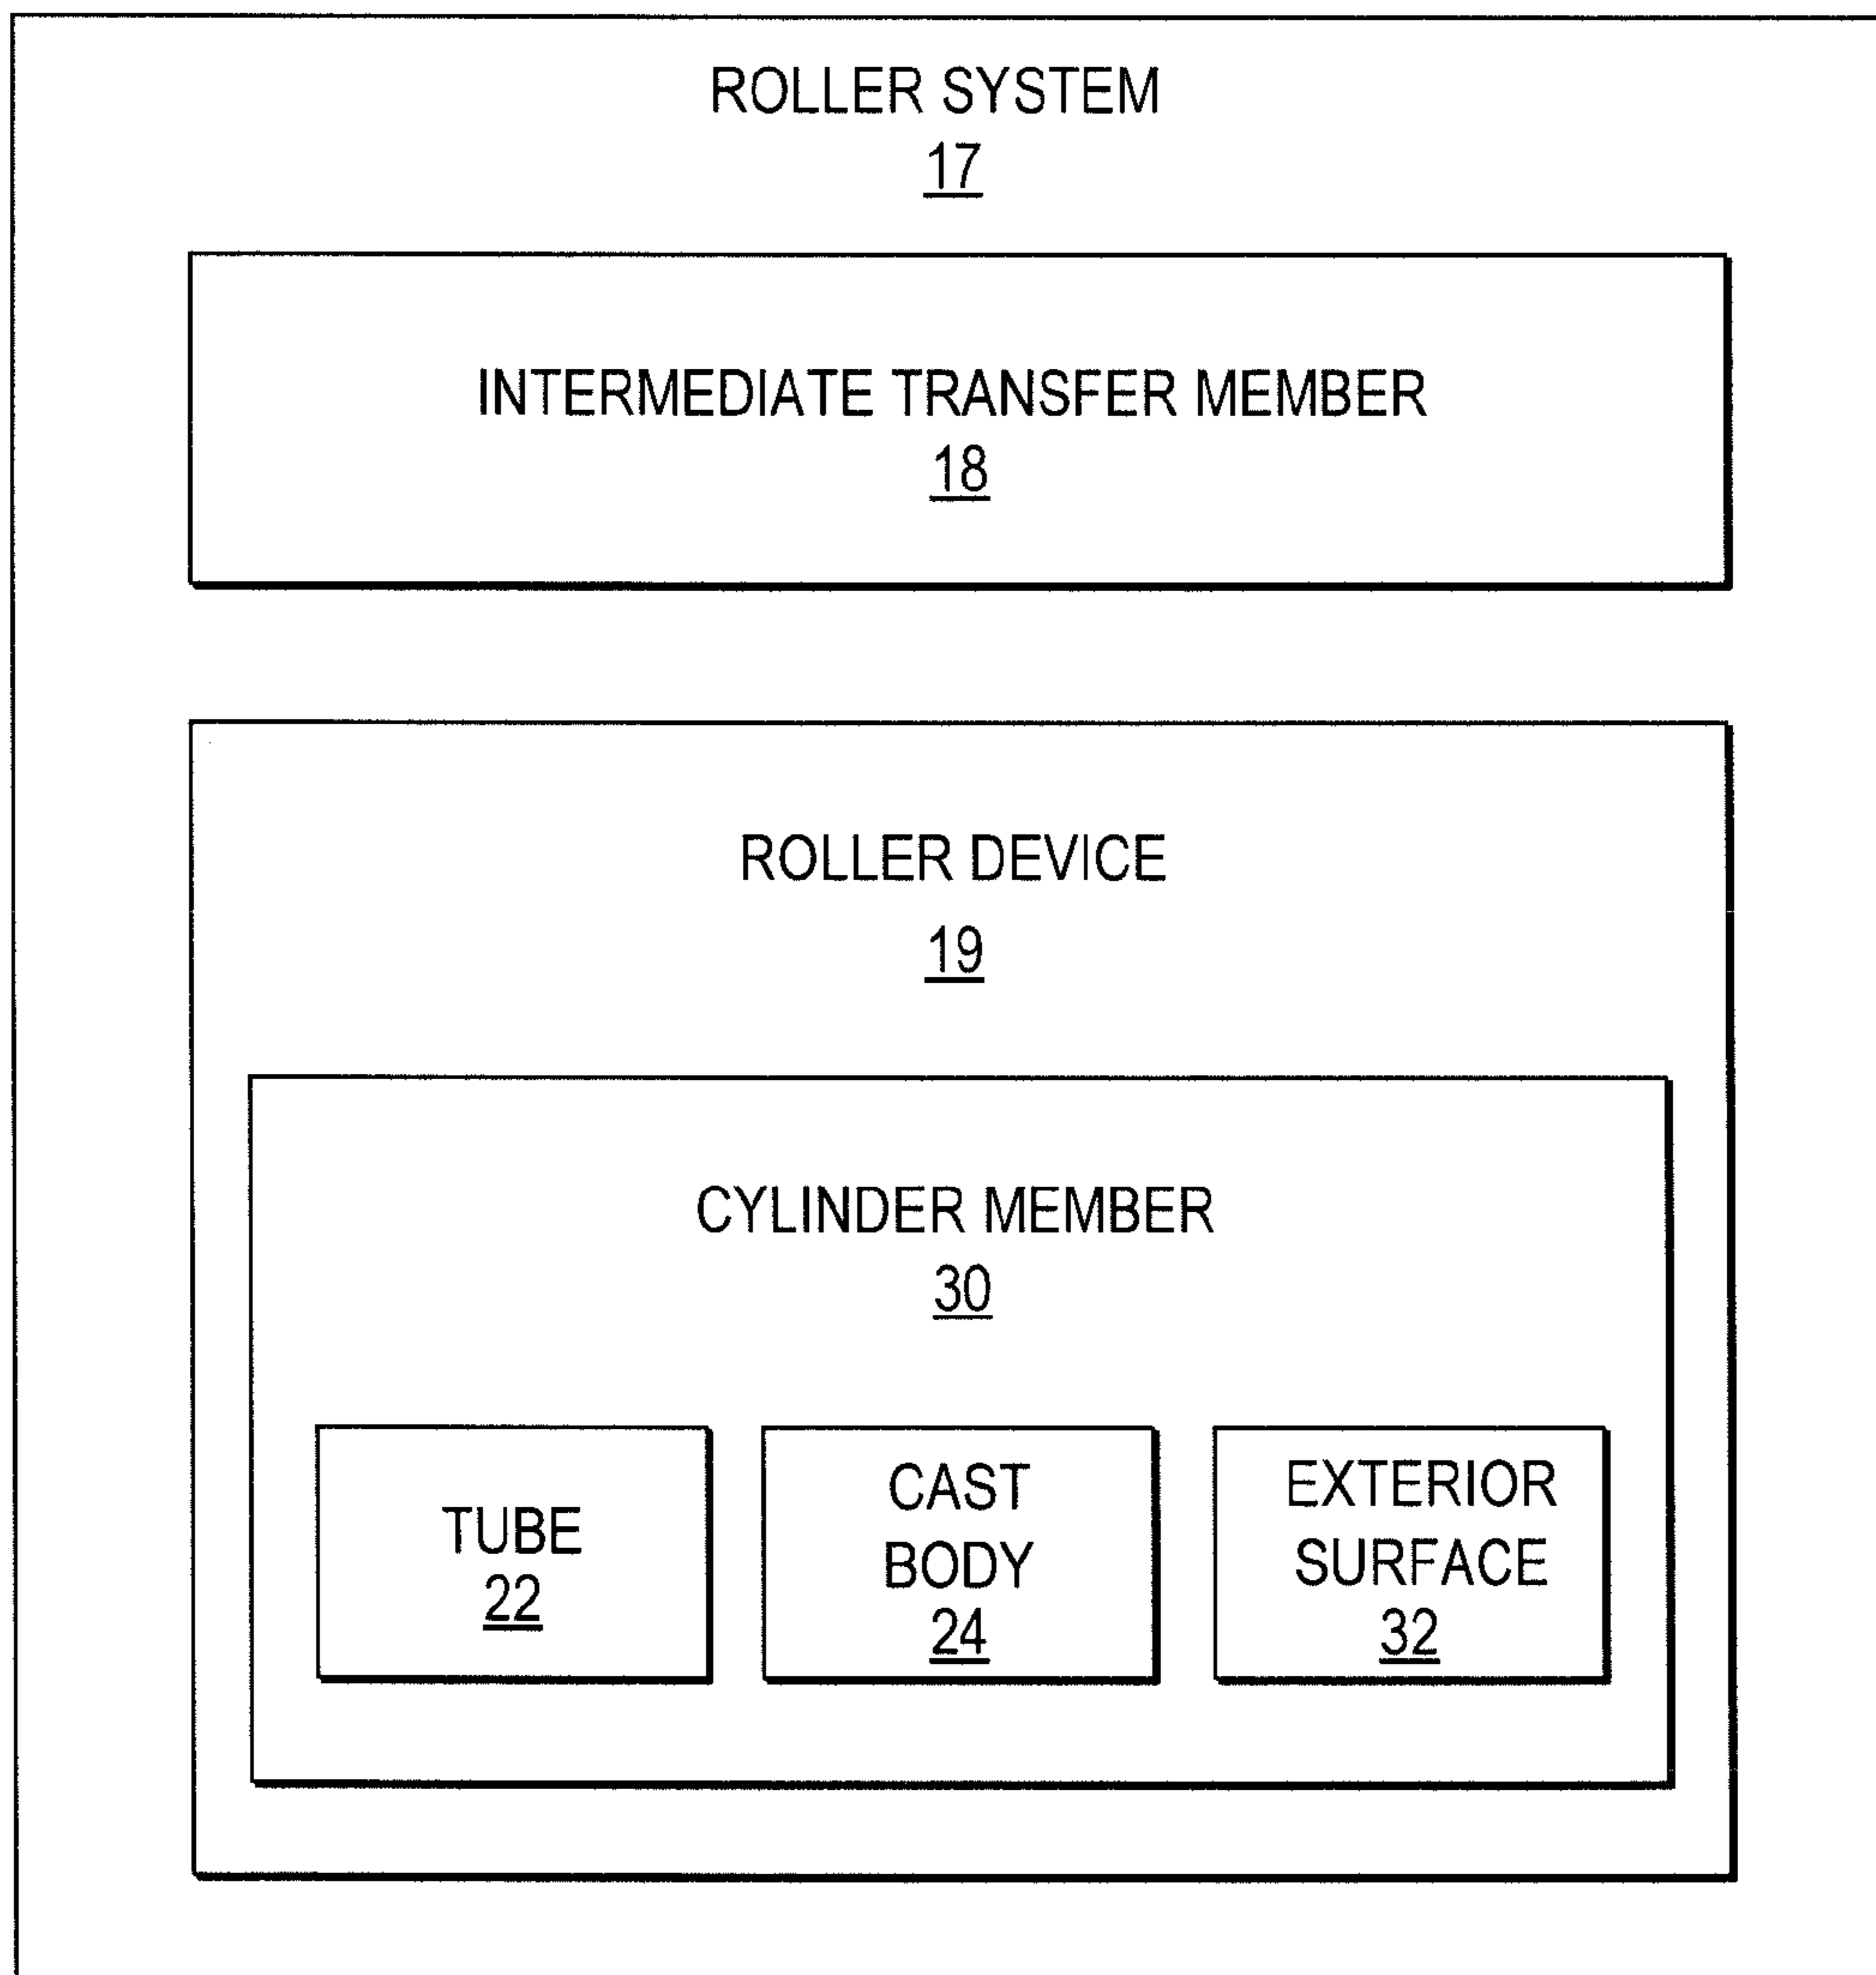 ROLLER SYSTEM
17
INTERMEDIATE TRANSFER MEMBER
18
ROLLER DEVICE
19
CYLINDER MEMBER
30
TUBE
22
CAST
BODY
24
EXTERIOR
SURFACE
32